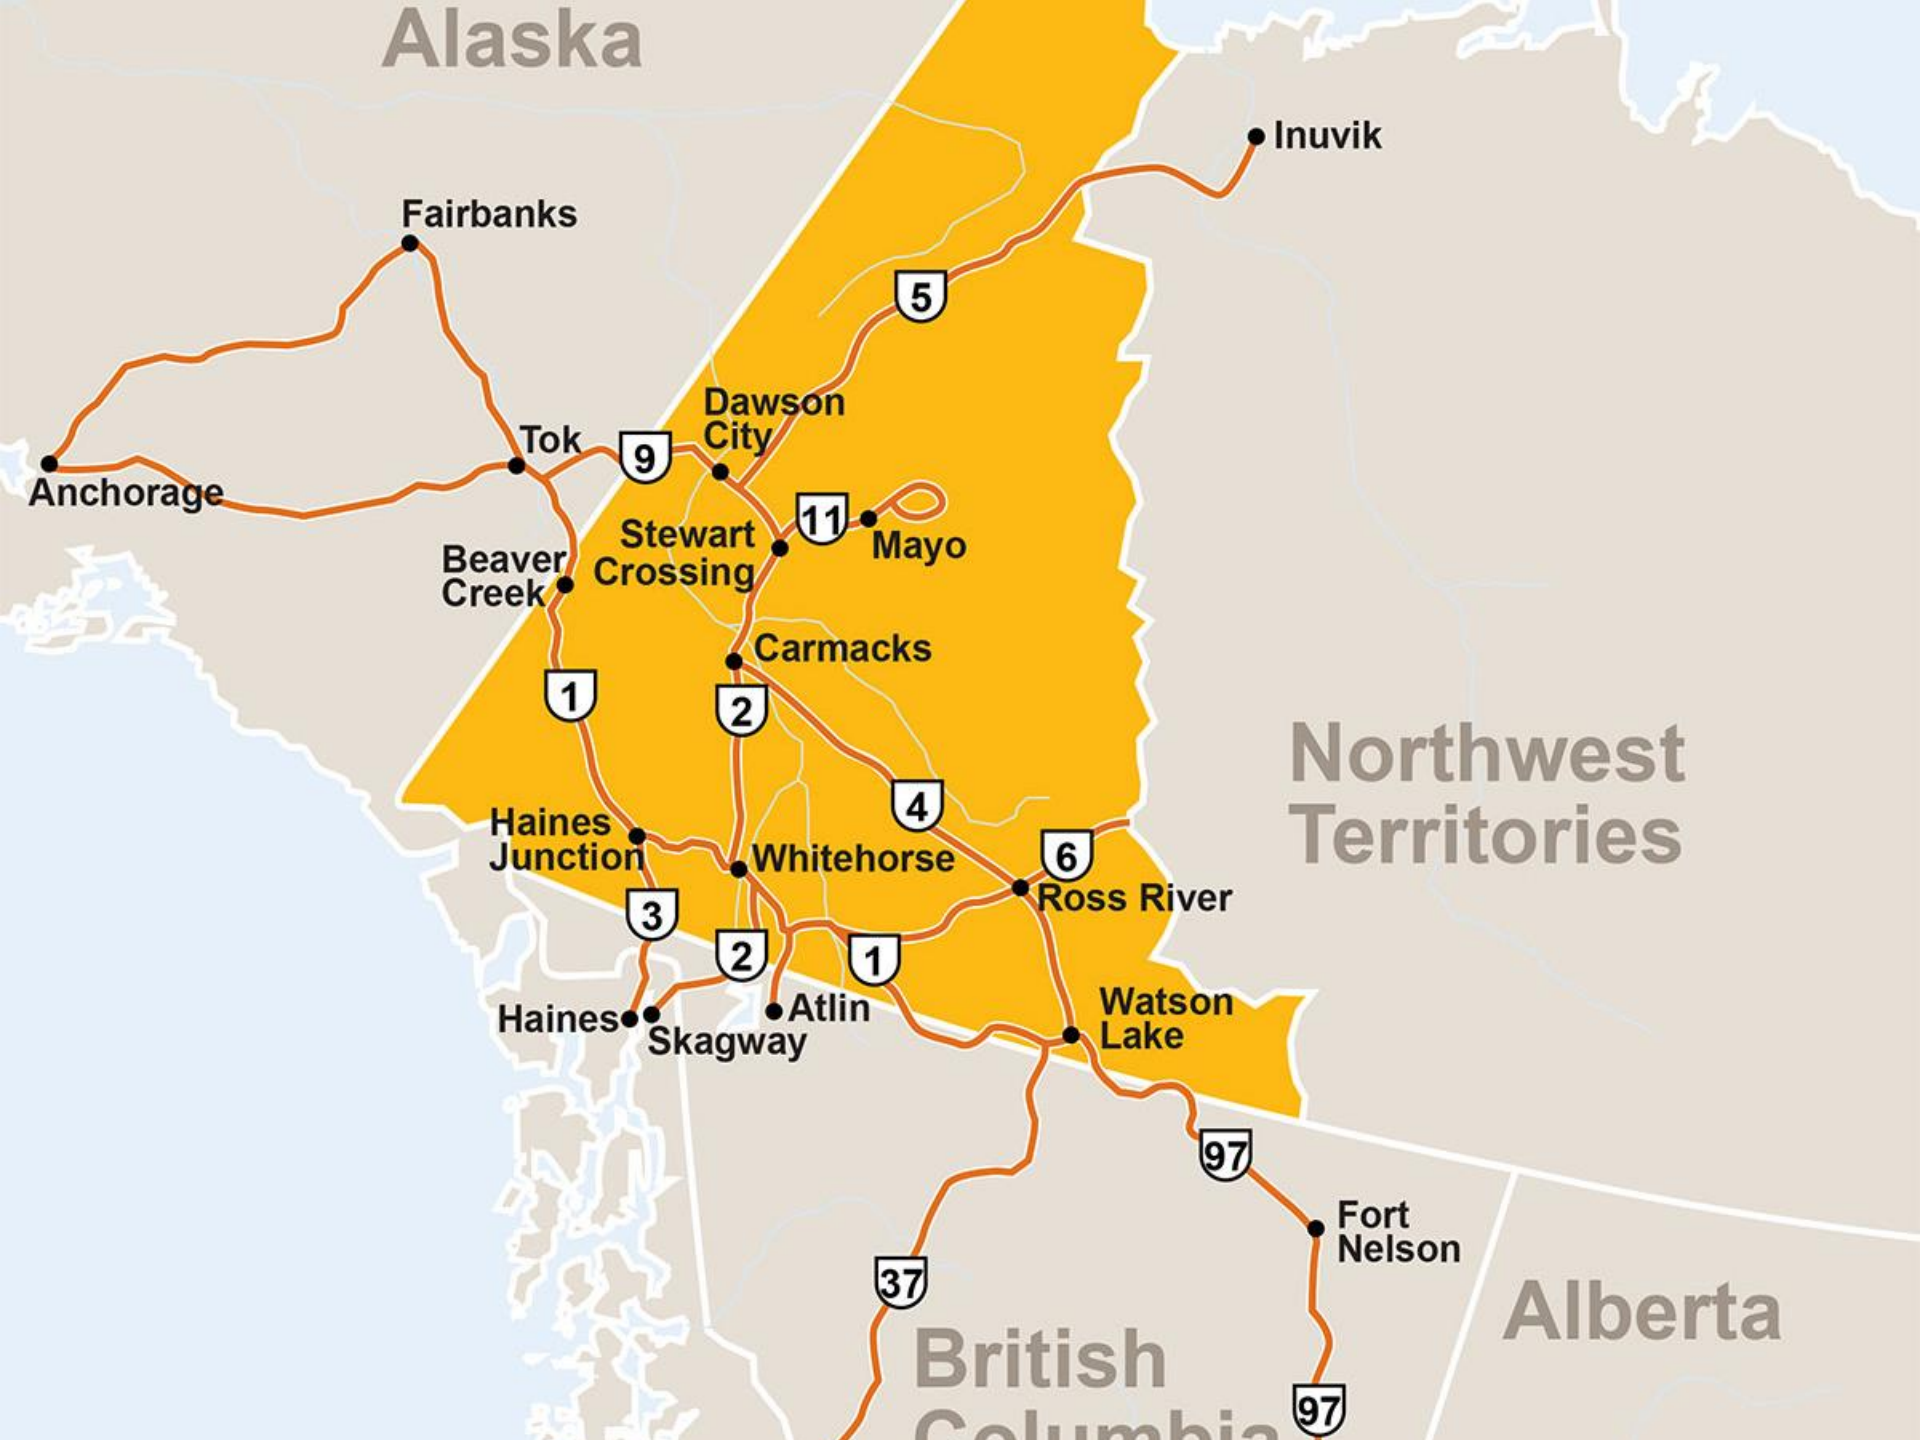 Alaska
Inuvik
Fairbanks
5
Dawson
City
Tok
9
Anchorage
11
Stewart
Crossing
Mayo
Beaver
Creek
Carmacks
1
2
Northwest
Territories
4
Haines
Junction
Whitehorse
6
Ross River
3
2
1
Haines
Skagway
Atlin
Watson
Lake
97
Fort
Nelson
37
Alberta
British
Columbia
97